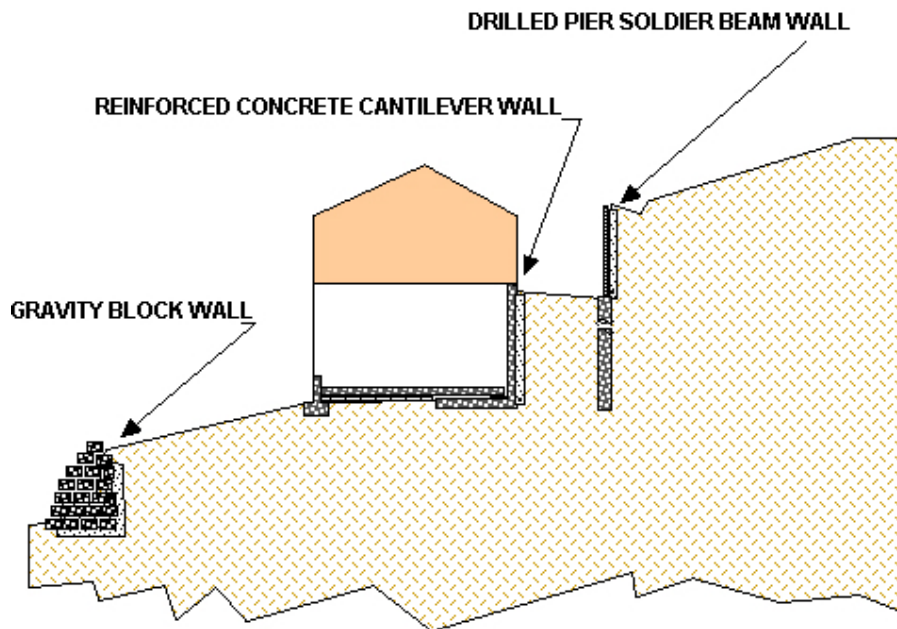 DRILLED PIER SOLDIER BEAM WALL
REINFORCED CONCRETE CANTILEVER WALL
GRAVITY BLOCK WALL